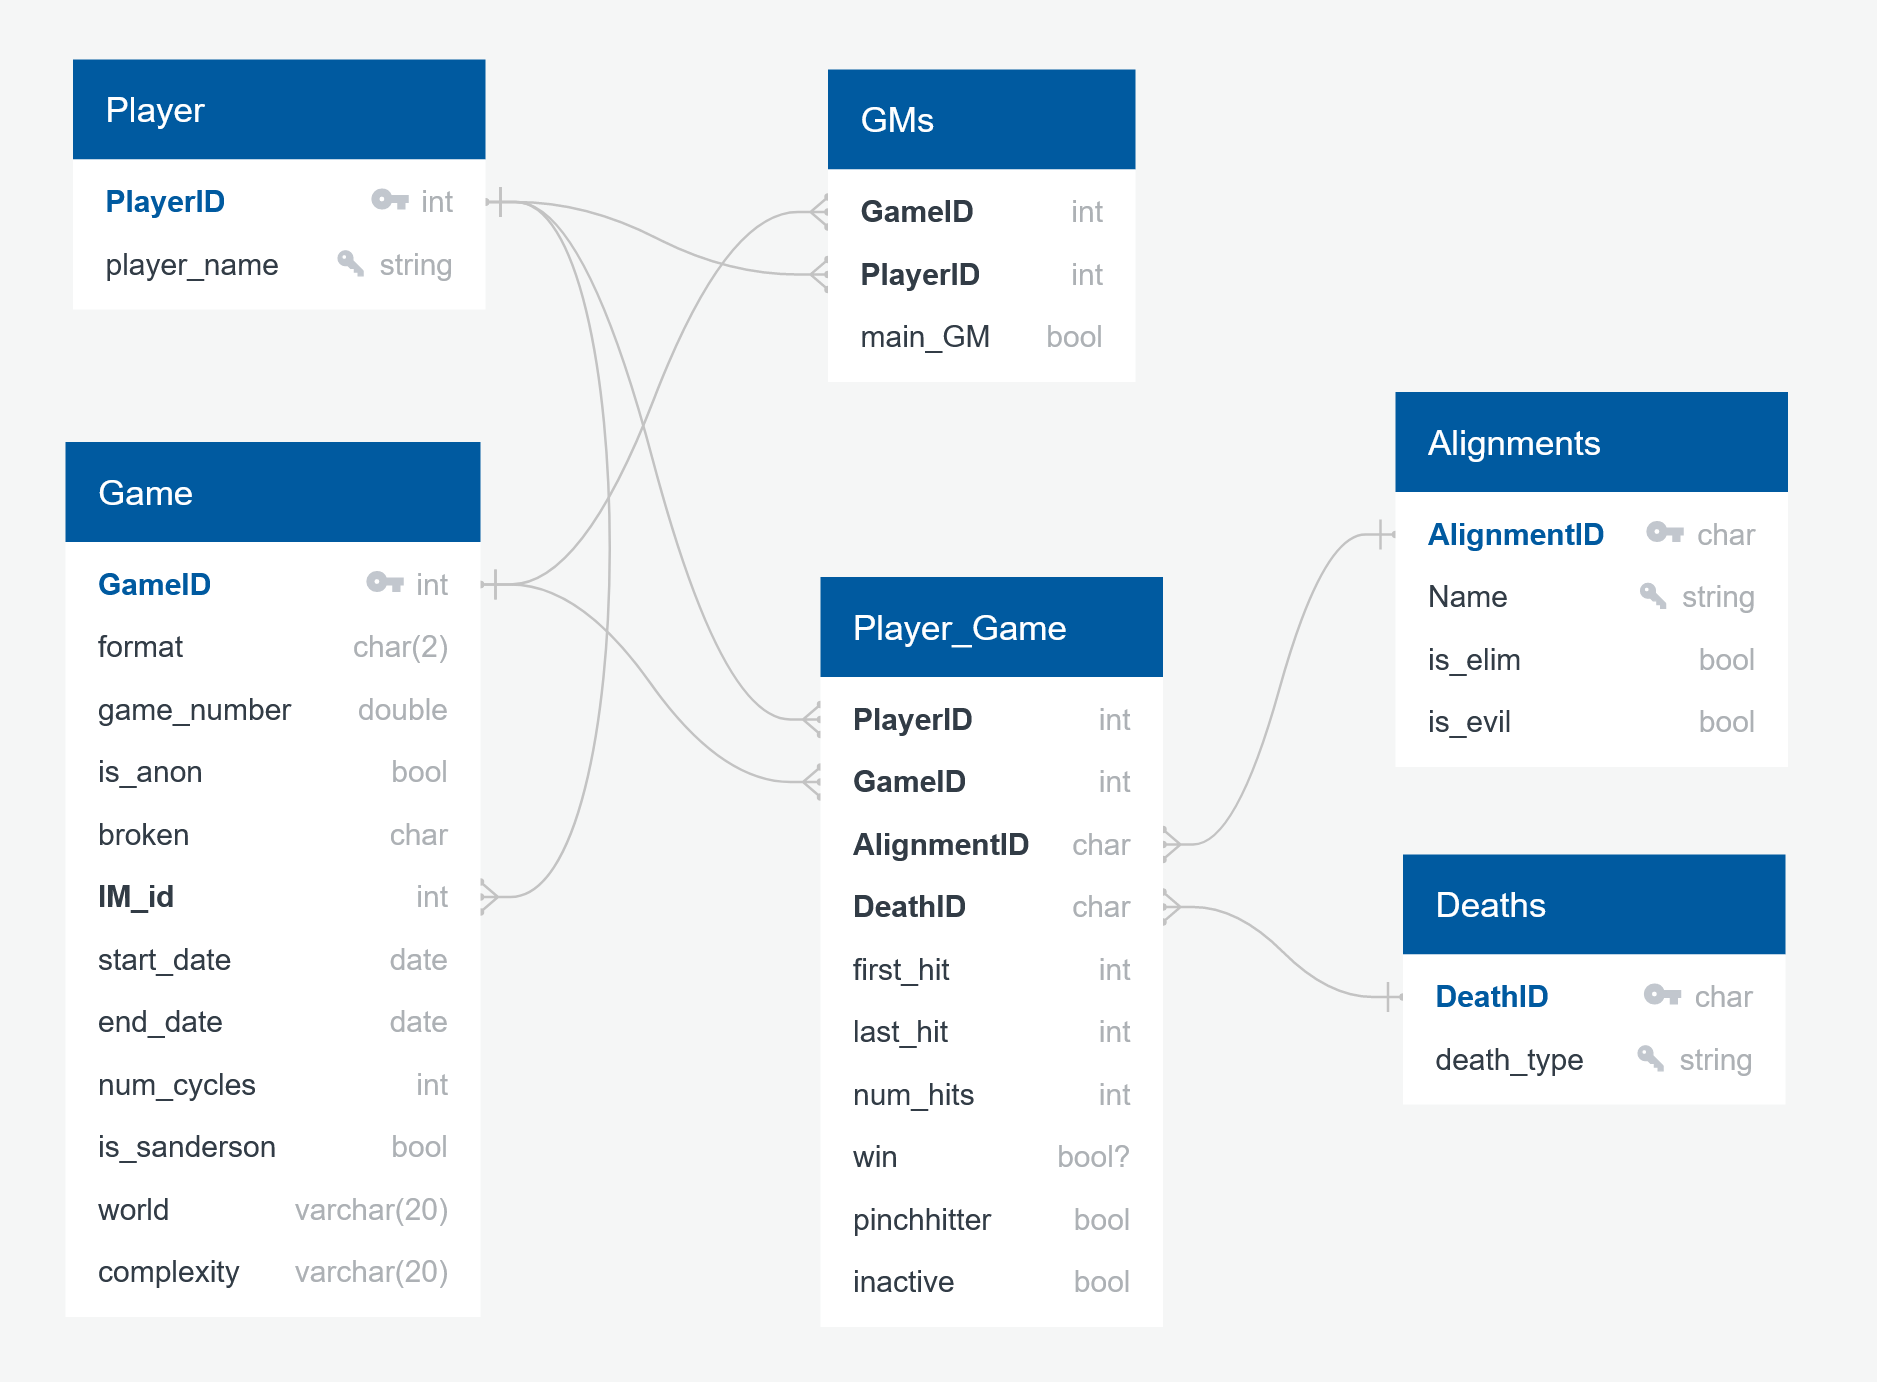 Player
PlayerID int
player_name string
GMs
GameID int
PlayerID int
main_GM bool
Game
GameID int
format char(2)
game_number double
is_anon bool
broken char
IM_id int
start_date date
end_date date
num_cycles int
is_sanderson bool
world varchar(20)
complexity varchar(20)
Player_Game
PlayerID int
GameID int
AlignmentID char
DeathID char
first_hit int
last_hit int
num_hits int
win bool?
pinchhitter bool
inactive bool
Alignments
AlignmentID char
Name string
is_elim bool
is_evil bool
Deaths
DeathID char
death_type string